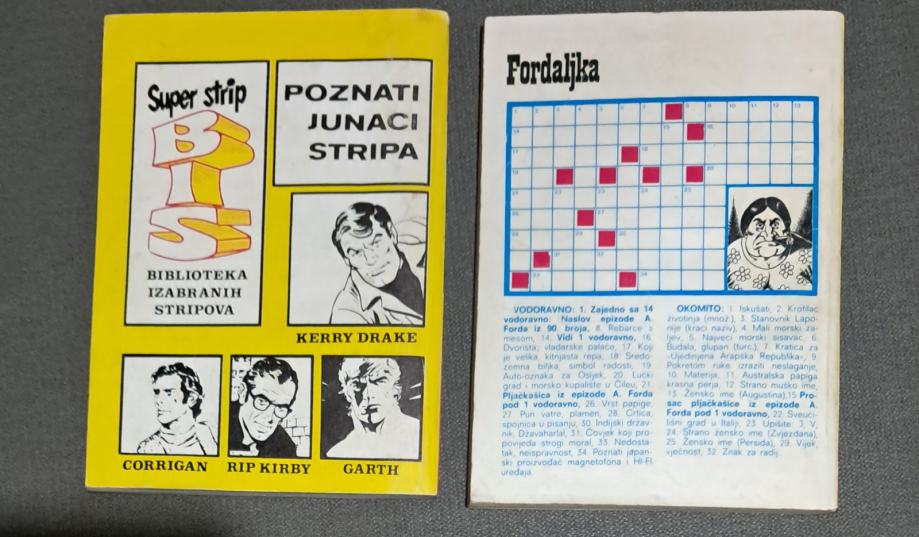 Super strip
BIS
BIBLIOTEKA
IZABRANIH
STRIPOVA
POZNATI
JUNACI
STRIPA
KERRY DRAKE
CORRIGAN
RIP KIRBY
GARTH
Fordaljka
VODORAVNO: 1. Zajedno sa 14
vodoravno: Naslov epizode A.
Forda iz 90. broja, 8. Rebarce s
mesom, 14. Vidi 1 vodoravno, 16.
Dvorišta, vladarske palače, 17. Koji
je velika, kitnjasta repa, 18. Sredo-
zemna biljka, simbol radosti, 19.
Auto-oznaka za Osijek, 20. Lučki
grad i morsko kupalište u Čileu, 21.
Pljačkašica iz epizode A. Forda
pod 1 vodoravno, 26. Vrst papige,
27. Pun vatre, plamen, 28. Crtica,
spojnica u pisanju, 30. Indijski držav-
nik, Džavaharlal, 31. Čovjek koji pro-
povijeda strogi moral, 33. Nedosta-
tak, neispravnost, 34. Poznati japan-
ski proizvođač magnetofona i HI-FI
uređaja.
OKOMITO: 1. Iskušati, 2. Krotilac
životinja (množ.), 3. Stanovnik Lapo-
nije (kraći naziv), 4. Mali morski za-
ljev, 5. Najveći morski sisavac, 6.
Budala, glupan (turc.), 7. Kratica za
»Ujedinjena Arapska Republika«, 9.
Pokretom ruke izraziti neslaganje,
10. Materija, 11. Australska papiga
krasna perja, 12. Strano muško ime,
13. Žensko ime (Augustina),15 Pro-
sac pljačkašice iz epizode A.
Forda pod 1 vodoravno, 22. Sveuči-
lišni grad u Italiji, 23. Upišite: J, V,
24. Strano žensko ime (Zvjezdana),
25. Žensko ime (Persida), 29. Vijek,
vječnost, 32. Znak za radij.